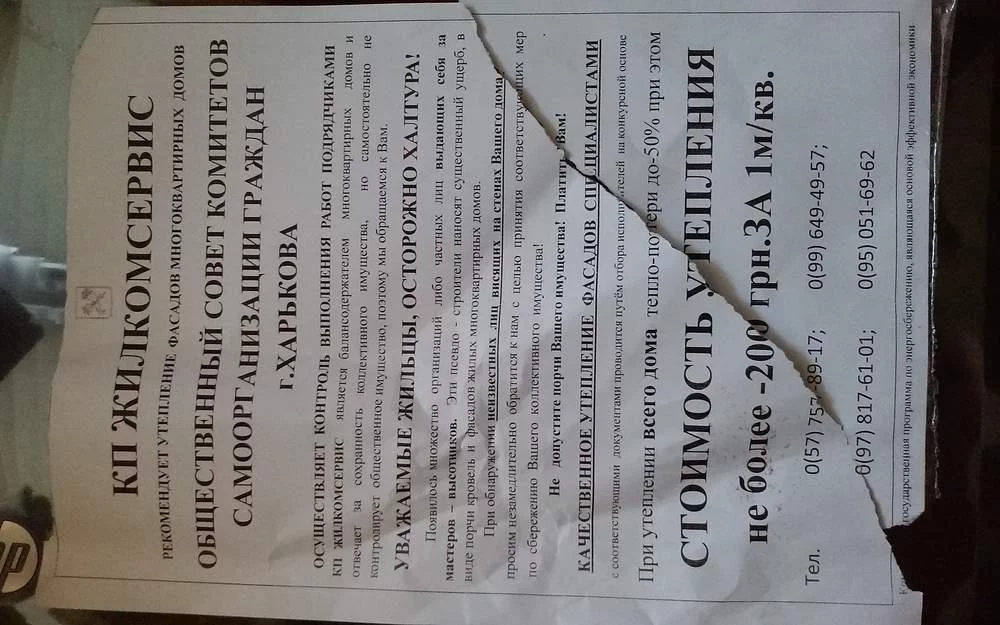 КП ЖИЛКОМСЕРВИС
РЕКОМЕНДУЕТ УТЕПЛЕНИЕ ФАСАДОВ МНОГОКВАРТИРНЫХ ДОМОВ
ОБЩЕСТВЕННЫЙ СОВЕТ КОМИТЕТОВ
САМООРГАНИЗАЦИИ ГРАЖДАН
г.ХАРЬКОВА
ОСУЩЕСТВЛЯЕТ КОНТРОЛЬ ВЫПОЛНЕНИЯ РАБОТ ПОДРЯДЧИКАМИ
КП ЖИЛКОМСЕРВИС является балансодержателем многоквартирных домов и
отвечает за сохранность коллективного имущества, но самостоятельно не
контролирует общественное имущество, поэтому мы обращаемся к Вам.
УВАЖАЕМЫЕ ЖИЛЬЦЫ, ОСТОРОЖНО ХАЛТУРА!
Появилось множество организаций либо частных лиц выдающих себя за
мастеров – высотников. Эти псевдо - строители наносят существенный ущерб, в
виде порчи кровель и фасадов жилых многоквартирных домов.
При обнаружении неизвестных лиц висящих на стенах Вашего дома,
просим незамедлительно обратится к нам с целью принятия соответствующих мер
по сбережению Вашего коллективного имущества!
Не допустите порчи Вашего имущества! Платить Вам!
КАЧЕСТВЕННОЕ УТЕПЛЕНИЕ ФАСАДОВ СПЕЦИАЛИСТАМИ
с соответствующими документами проводится путём отбора исполнителей на конкурсной основе
При утеплении всего дома тепло-потери до-50% при этом
СТОИМОСТЬ УТЕПЛЕНИЯ
не более -200 грн.ЗА 1м/кв.
Тел. 0(57) 757-89-17; 0(99) 649-49-57;
0(97) 817-61-01; 0(95) 051-69-62
государственная программа по энергосбережению, являющаяся основой эффективной экономики